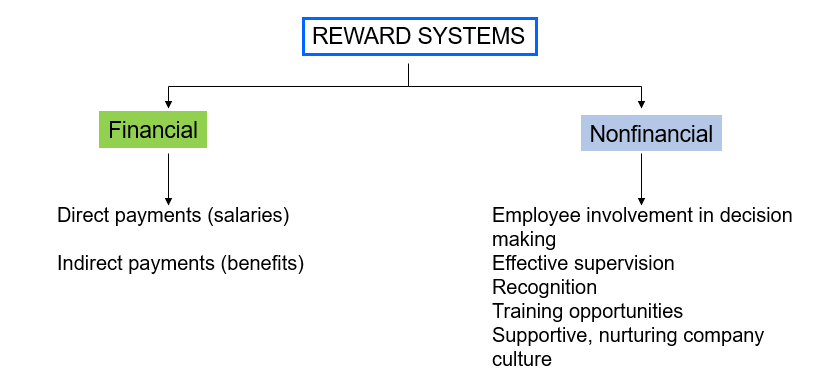 REWARD SYSTEMS
Financial
Nonfinancial
Direct payments (salaries)
Indirect payments (benefits)
Employee involvement in decision
making
Effective supervision
Recognition
Training opportunities
Supportive, nurturing company
culture